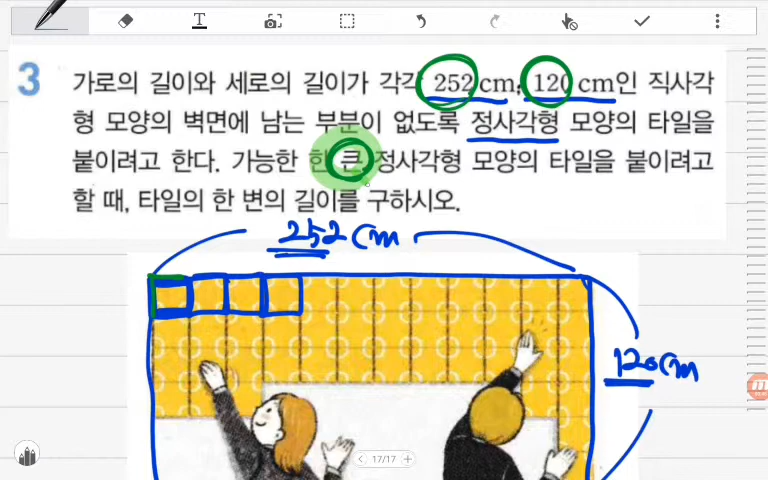 T
3 가로의 길이와 세로의 길이가 각각 252 cm, 120 cm인 직사각
형 모양의 벽면에 남는 부분이 없도록 정사각형 모양의 타일을
붙이려고 한다. 가능한 한 큰 정사각형 모양의 타일을 붙이려고
할 때, 타일의 한 변의 길이를 구하시오.
252 cm
120 cm
17/17